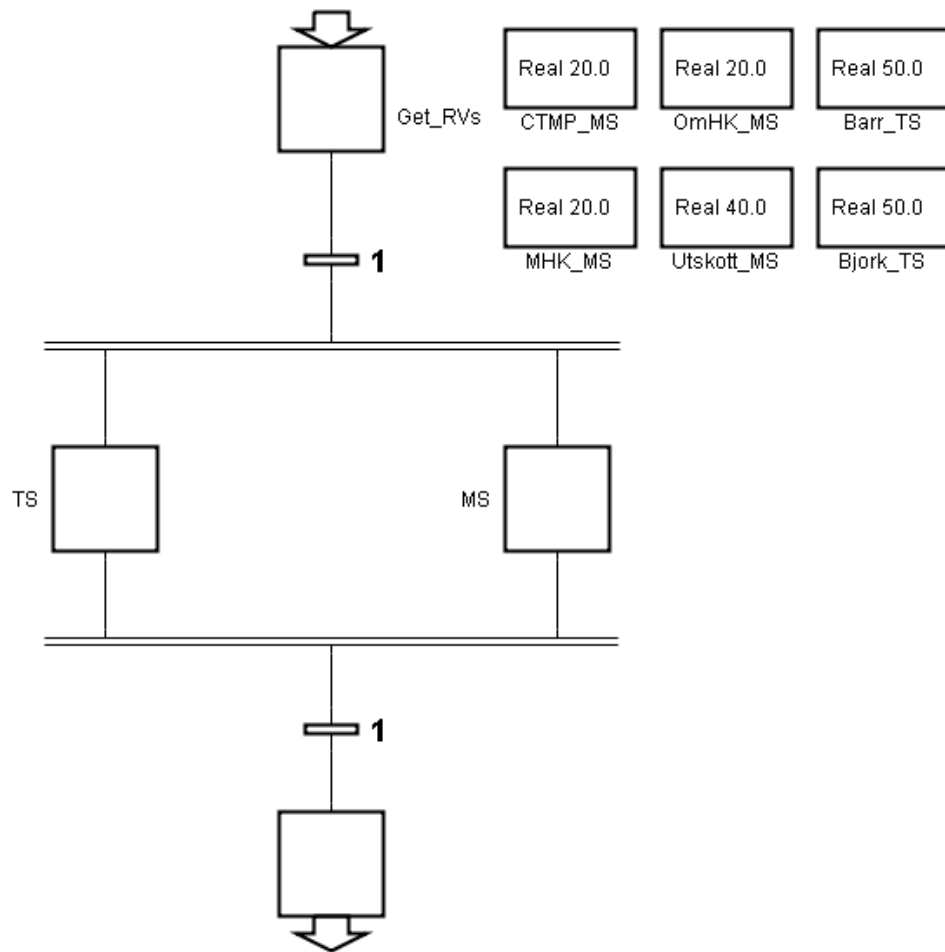 Real 20.0
Real 20.0
Real 50.0
Get_RVs
CTMP_MS
OmHK_MS
Barr_TS
Real 20.0
Real 40.0
Real 50.0
MHK_MS
Utskott_MS
Bjork_TS
1
TS
MS
1